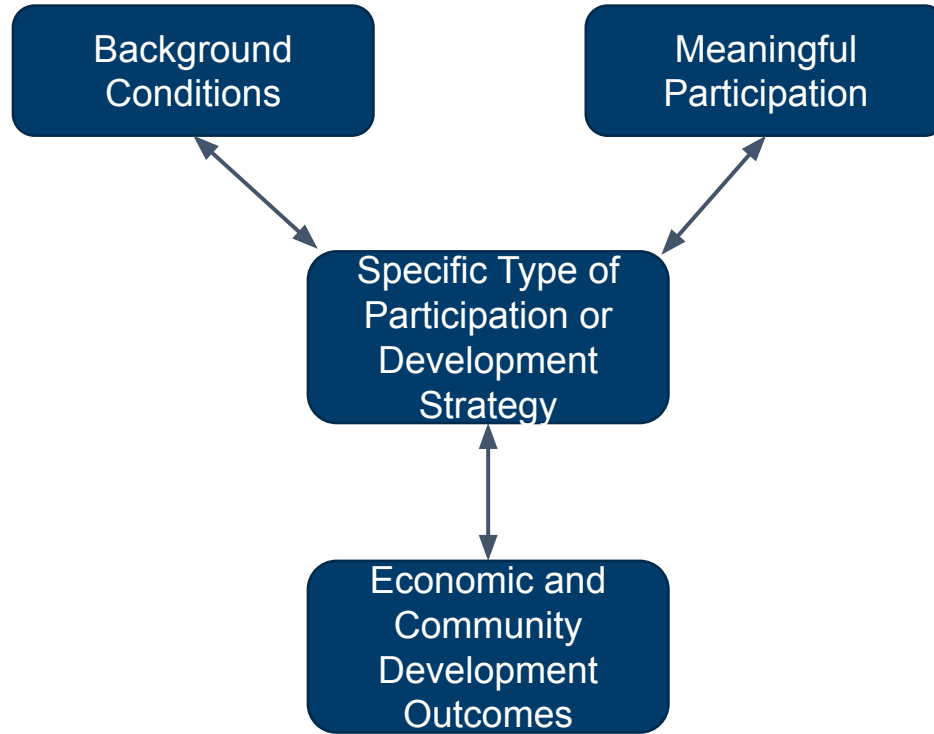 Background
Conditions
Meaningful
Participation
Specific Type of
Participation or
Development
Strategy
Economic and
Community
Development
Outcomes